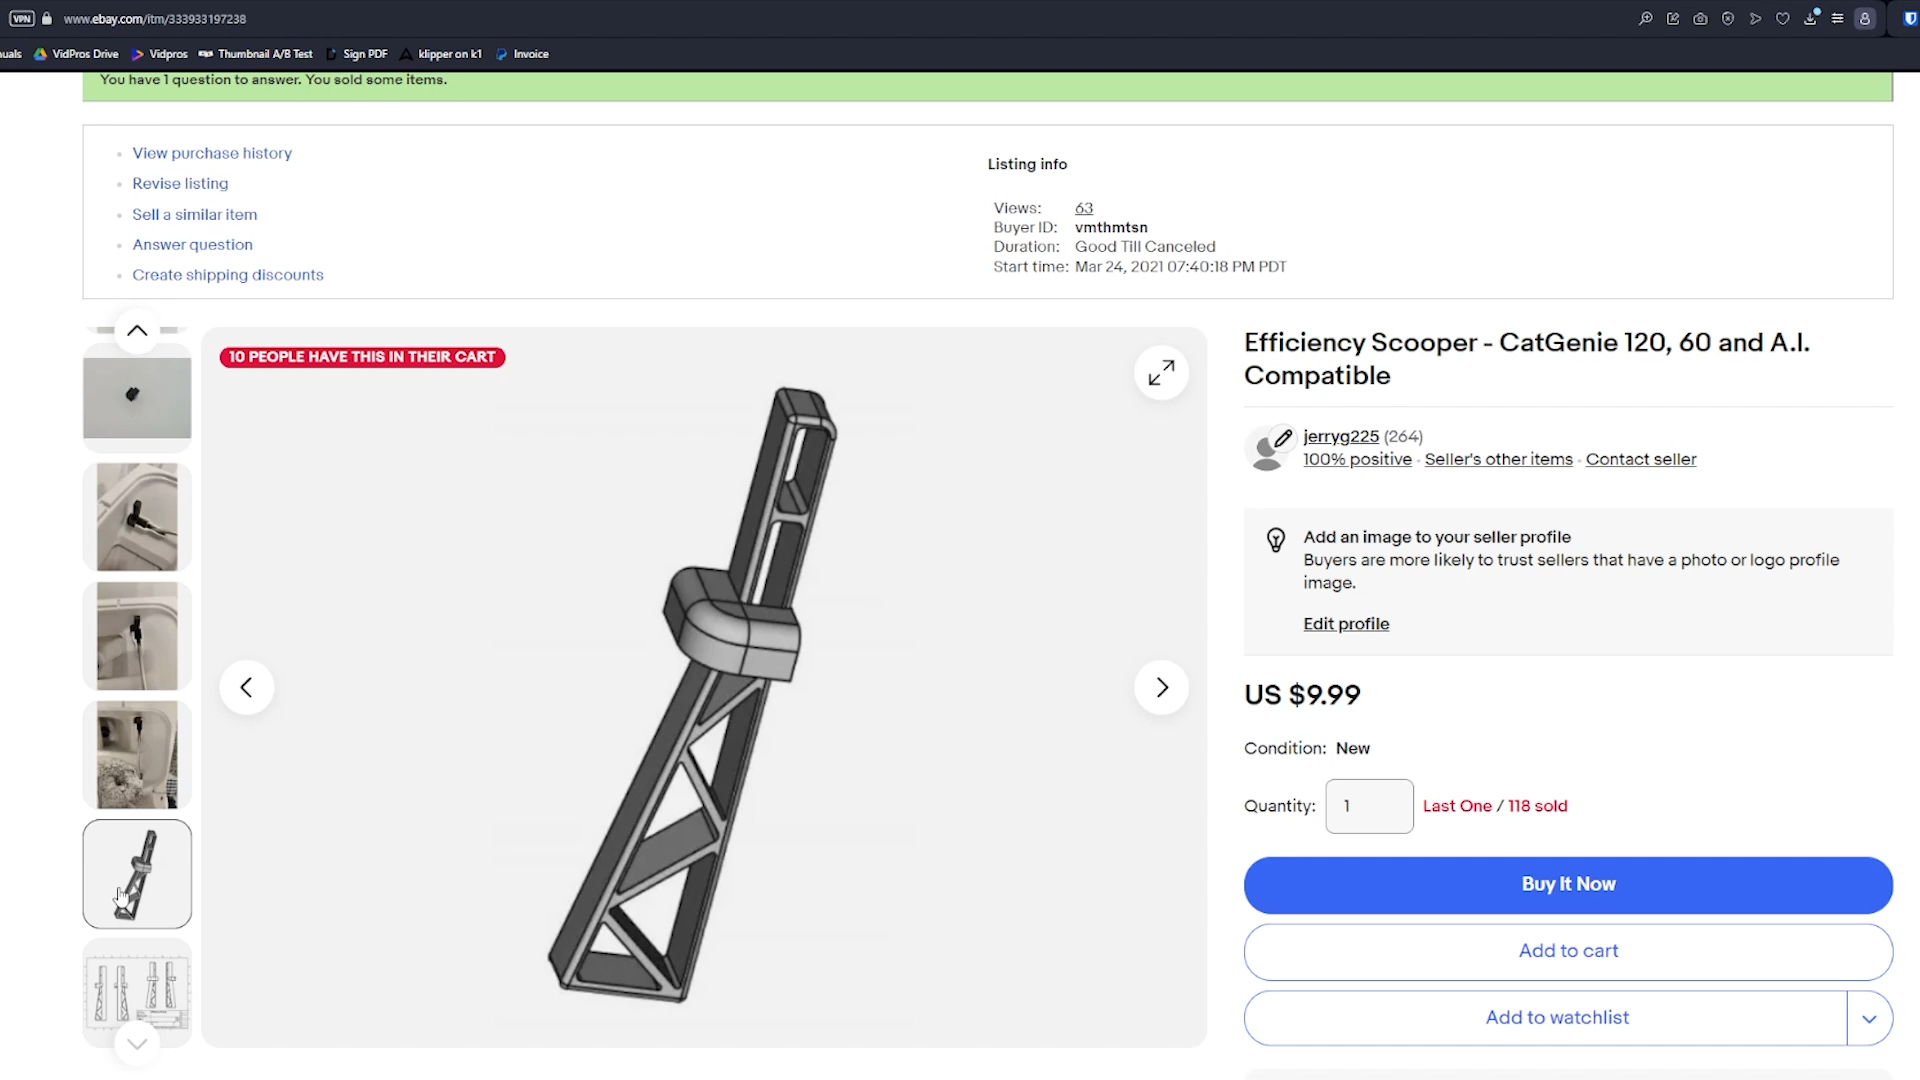 VPN www.ebay.com/itm/333933197238
uals VidPros Drive Vidpros Thumbnail A/B Test Sign PDF klipper on k1 Invoice
You have 1 question to answer. You sold some items.
View purchase history
Revise listing
Sell a similar item
Answer question
Create shipping discounts
Listing info
Views: 63
Buyer ID: vmthmtsn
Duration: Good Till Canceled
Start time: Mar 24, 2021 07:40:18 PM PDT
10 PEOPLE HAVE THIS IN THEIR CART
Efficiency Scooper - CatGenie 120, 60 and A.I.
Compatible
jerryg225 (264)
100% positive · Seller's other items · Contact seller
Add an image to your seller profile
Buyers are more likely to trust sellers that have a photo or logo profile
image.
Edit profile
US $9.99
Condition: New
Quantity: 1 Last One / 118 sold
Buy It Now
Add to cart
Add to watchlist